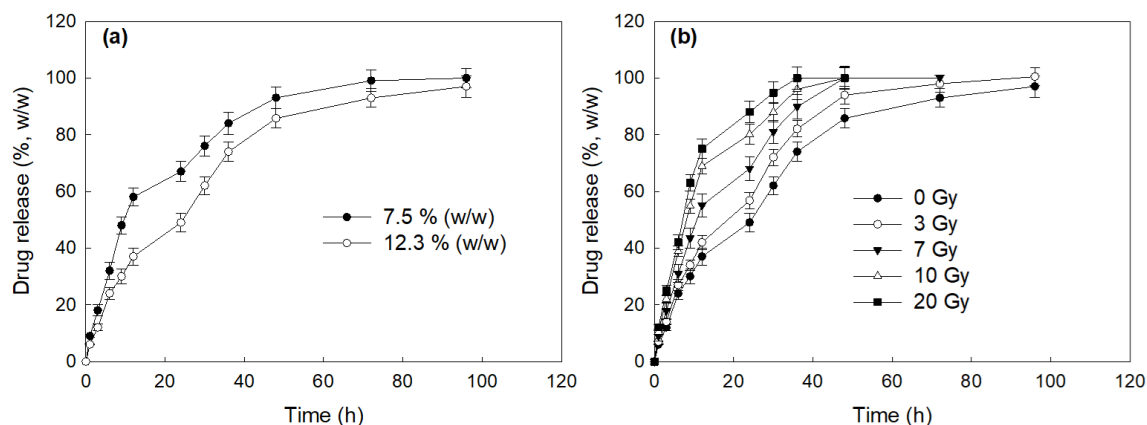 (a)
Drug release (%, w/w)
120
100
80
60
40
20
0
7.5 % (w/w)
12.3 % (w/w)
0 20 40 60 80 100 120
Time (h)
(b)
Drug release (%, w/w)
120
100
80
60
40
20
0
0 Gy
3 Gy
7 Gy
10 Gy
20 Gy
0 20 40 60 80 100 120
Time (h)